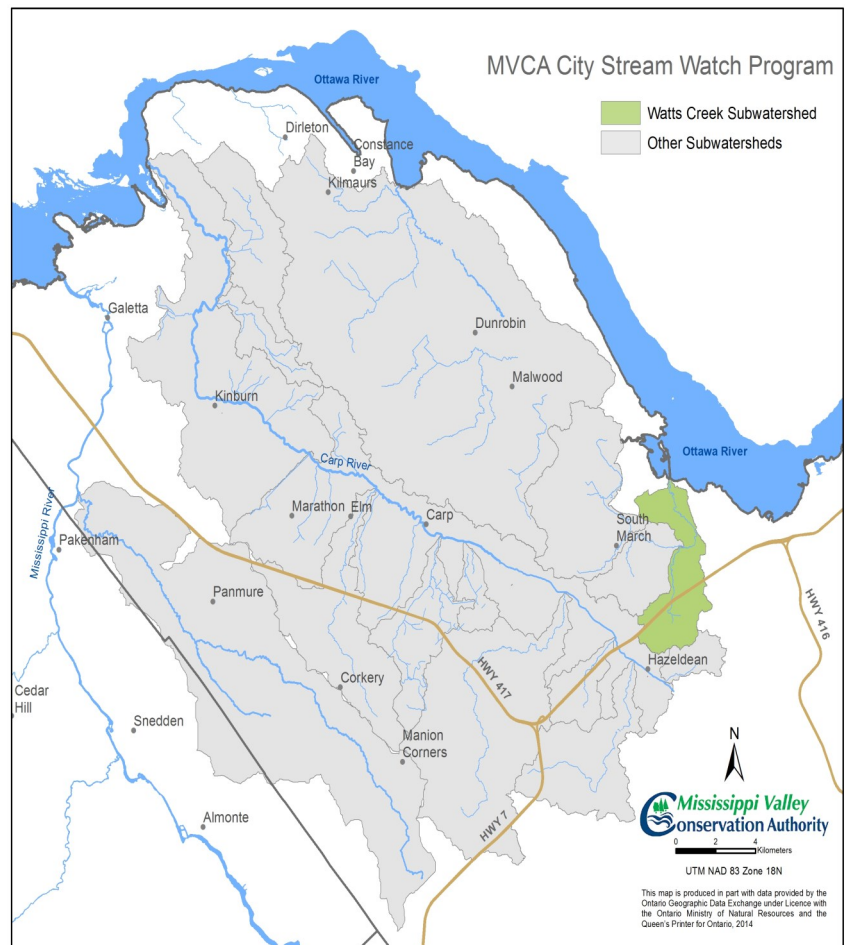 MVCA City Stream Watch Program
Watts Creek Subwatershed
Other Subwatersheds
Ottawa River
Dirleton
Constance
Bay
Kilmaurs
Galetta
Dunrobin
Malwood
Kinburn
Carp River
Ottawa River
Marathon
Elm
Carp
South
March
Mississippi River
Pakenham
Panmure
HWY 416
HWY 417
Hazeldean
Corkery
Cedar
Hill
Snedden
Manion
Corners
N
HWY 7
Almonte
Mississippi Valley
Conservation Authority
0 2 4
Kilometers
UTM NAD 83 Zone 18N
This map is produced in part with data provided by the
Ontario Geographic Data Exchange under Licence with
the Ontario Ministry of Natural Resources and the
Queen's Printer for Ontario, 2014